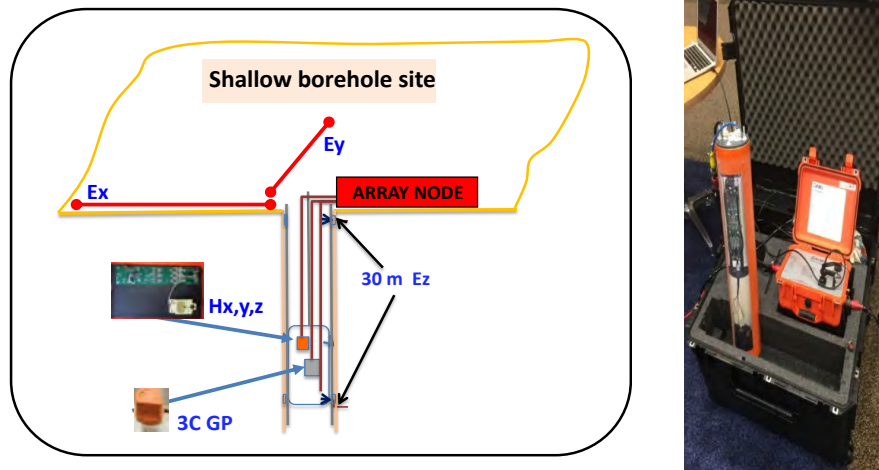 Shallow borehole site
Ey
Ex
ARRAY NODE
30 m Ez
Hx,y,z
3C GP